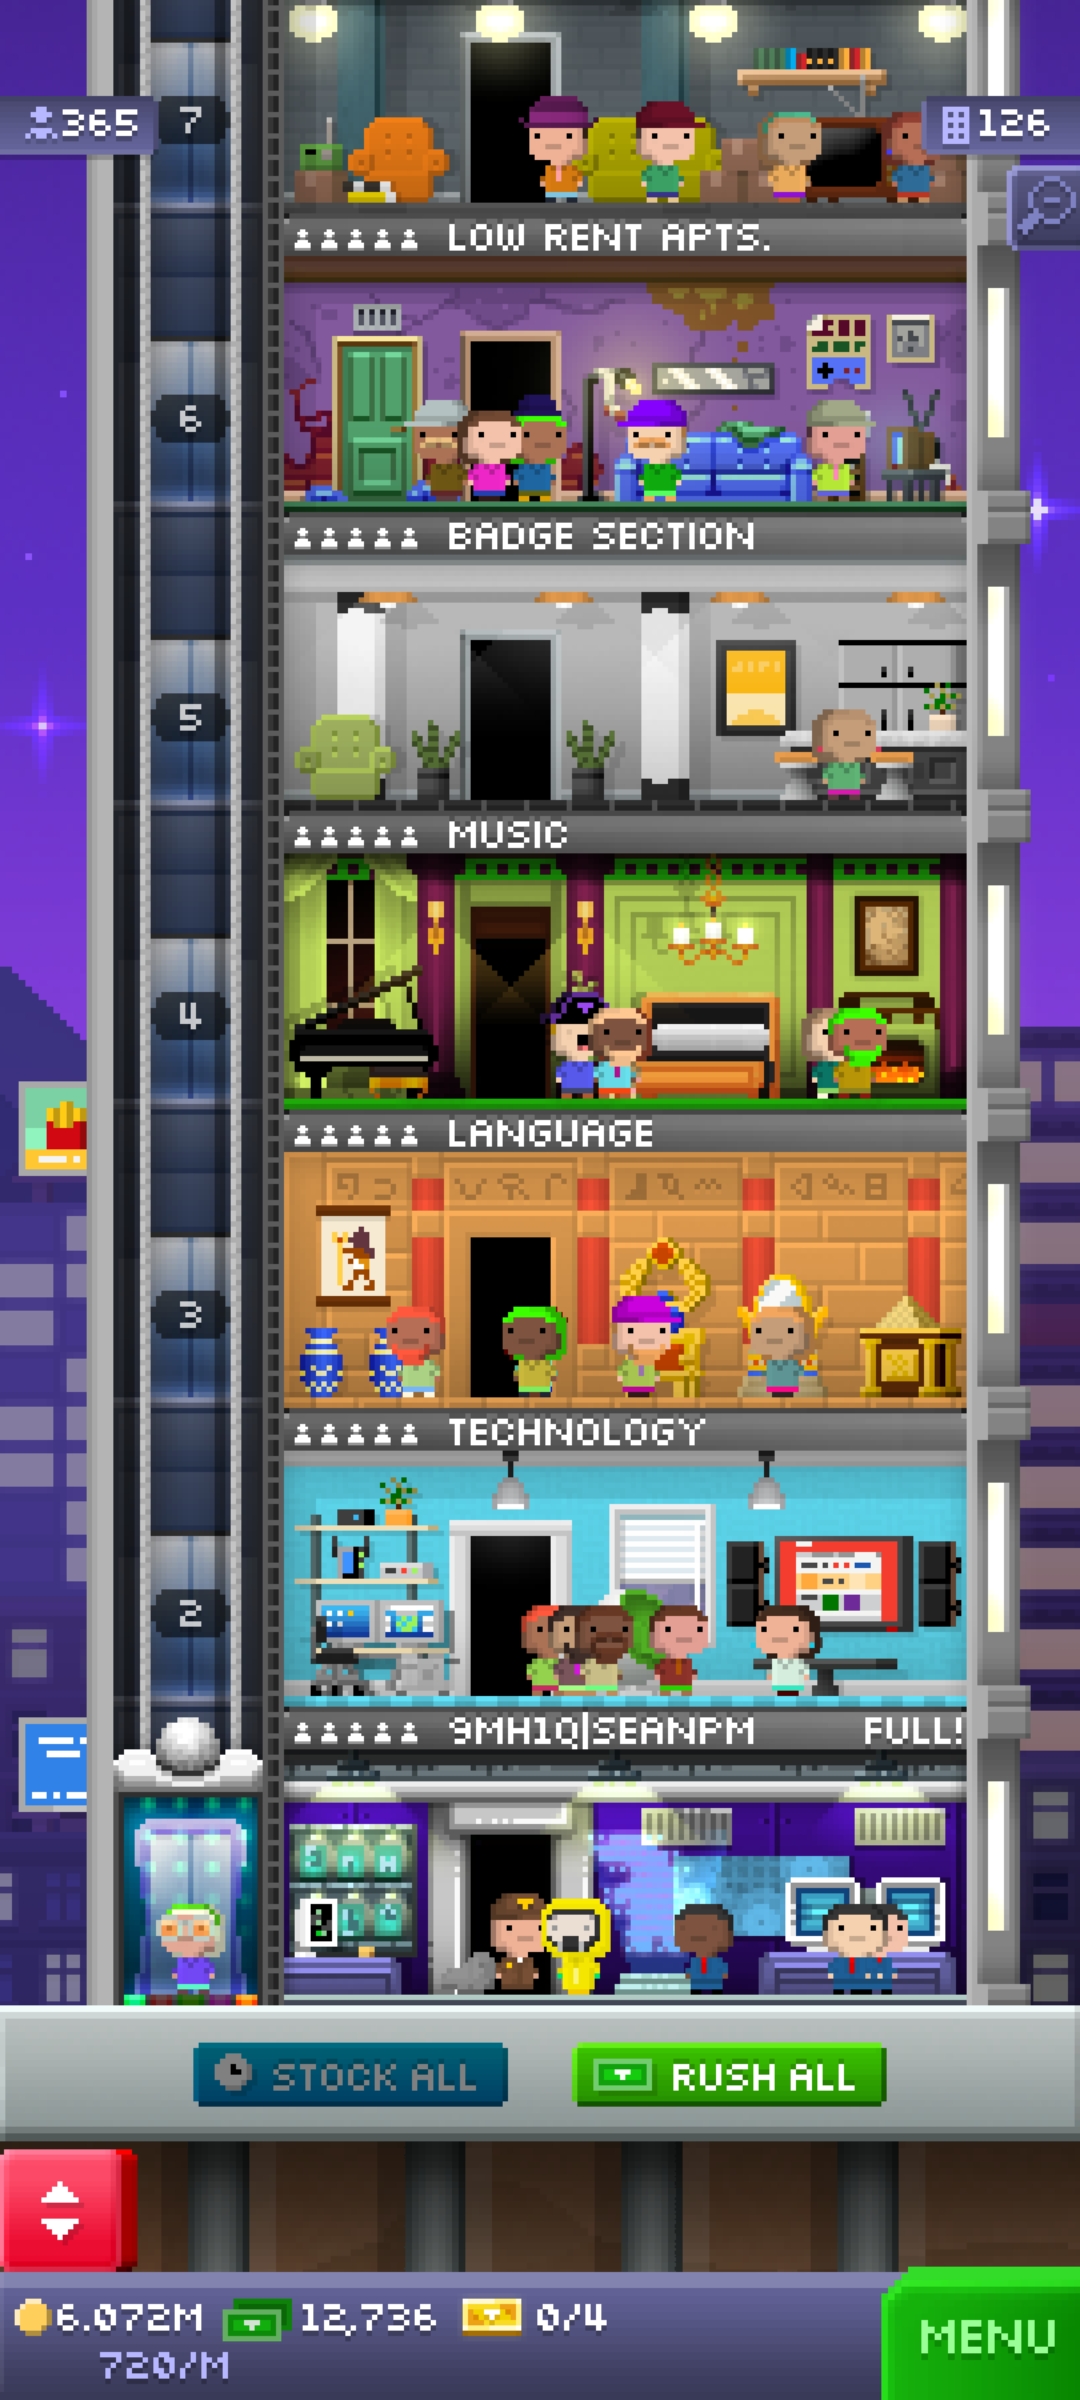 365
7
126
LOW RENT APTS.
6
BADGE SECTION
5
MUSIC
4
LANGUAGE
3
TECHNOLOGY
2
9MH1Q|SEANPM FULL!
STOCK ALL
RUSH ALL
6.072M 12,736 0/4
720/M
MENU